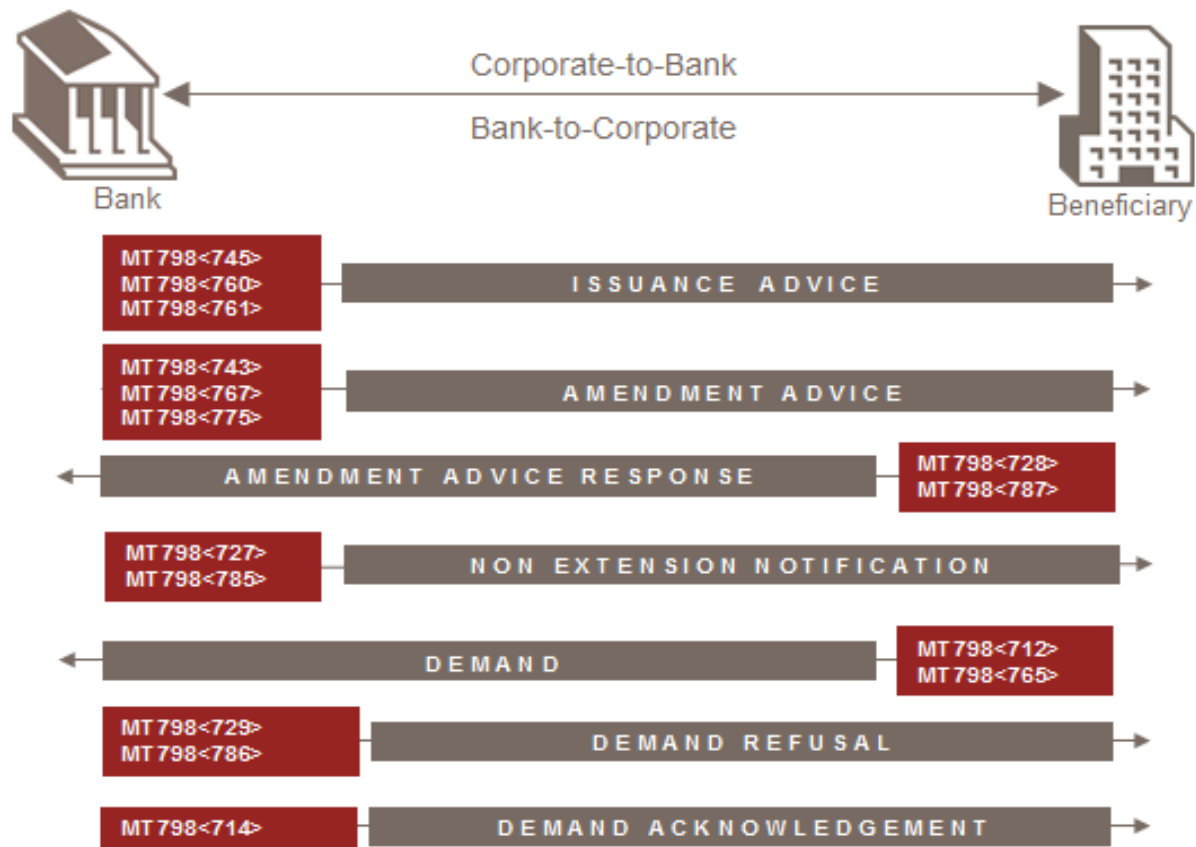 Corporate-to-Bank
Bank-to-Corporate
Bank
Beneficiary
MT798<745>
MT798<760>
MT798<761>
ISSUANCE ADVICE
MT798<743>
MT798<767>
MT798<775>
AMENDMENT ADVICE
AMENDMENT ADVICE RESPONSE
MT798<728>
MT798<787>
MT798<727>
MT798<785>
NON EXTENSION NOTIFICATION
DEMAND
MT798<712>
MT798<765>
MT798<729>
MT798<786>
DEMAND REFUSAL
MT798<714>
DEMAND ACKNOWLEDGEMENT